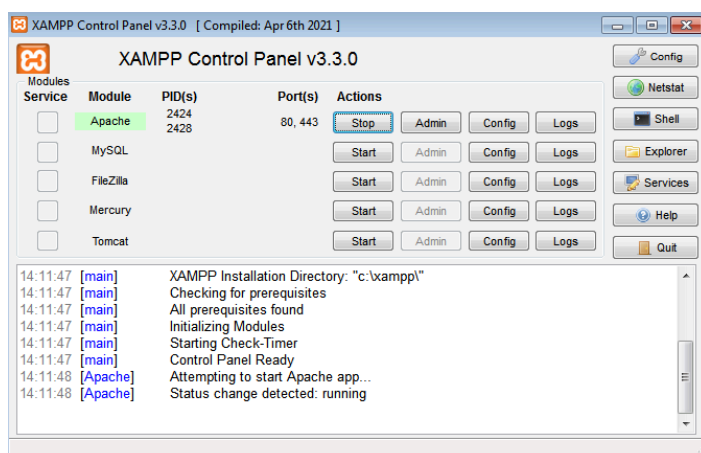 XAMPP Control Panel v3.3.0 [ Compiled: Apr 6th 2021 ]
XAMPP Control Panel v3.3.0
Config
Modules
Service Module PID(s) Port(s) Actions
Netstat
Apache 2424 2428 80, 443 Stop Admin Config Logs
Shell
MySQL Start Admin Config Logs
Explorer
FileZilla Start Admin Config Logs
Services
Mercury Start Admin Config Logs
Help
Tomcat Start Admin Config Logs
Quit
14:11:47 [main] XAMPP Installation Directory: "c:\xampp\"
14:11:47 [main] Checking for prerequisites
14:11:47 [main] All prerequisites found
14:11:47 [main] Initializing Modules
14:11:47 [main] Starting Check-Timer
14:11:47 [main] Control Panel Ready
14:11:48 [Apache] Attempting to start Apache app...
14:11:48 [Apache] Status change detected: running